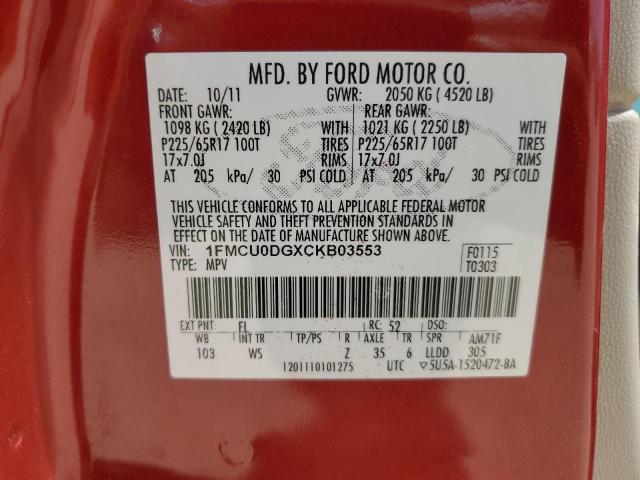 MFD. BY FORD MOTOR CO.
DATE: 10/11 GVWR: 2050 KG ( 4520 LB)
FRONT GAWR: REAR GAWR:
1098 KG ( 2420 LB) WITH 1021 KG ( 2250 LB) WITH
P225/65R17 100T TIRES P225/65R17 100T TIRES
17x7.0J RIMS 17x7.0J RIMS
AT 205 kPa/ 30 PSI COLD AT 205 kPa/ 30 PSI COLD
THIS VEHICLE CONFORMS TO ALL APPLICABLE FEDERAL MOTOR
VEHICLE SAFETY AND THEFT PREVENTION STANDARDS IN
EFFECT ON THE DATE OF MANUFACTURE SHOWN ABOVE.
VIN: 1FMCU0DGXCKB03553 F0115
TYPE: MPV T0303
EXT PNT: FL RC: 52 DSO:
WB INT TR TP/PS R AXLE TR SPR AM71F
103 WS Z 35 6 LLDD 305
1201110101275 UTC ▽5U5A-1520472-BA